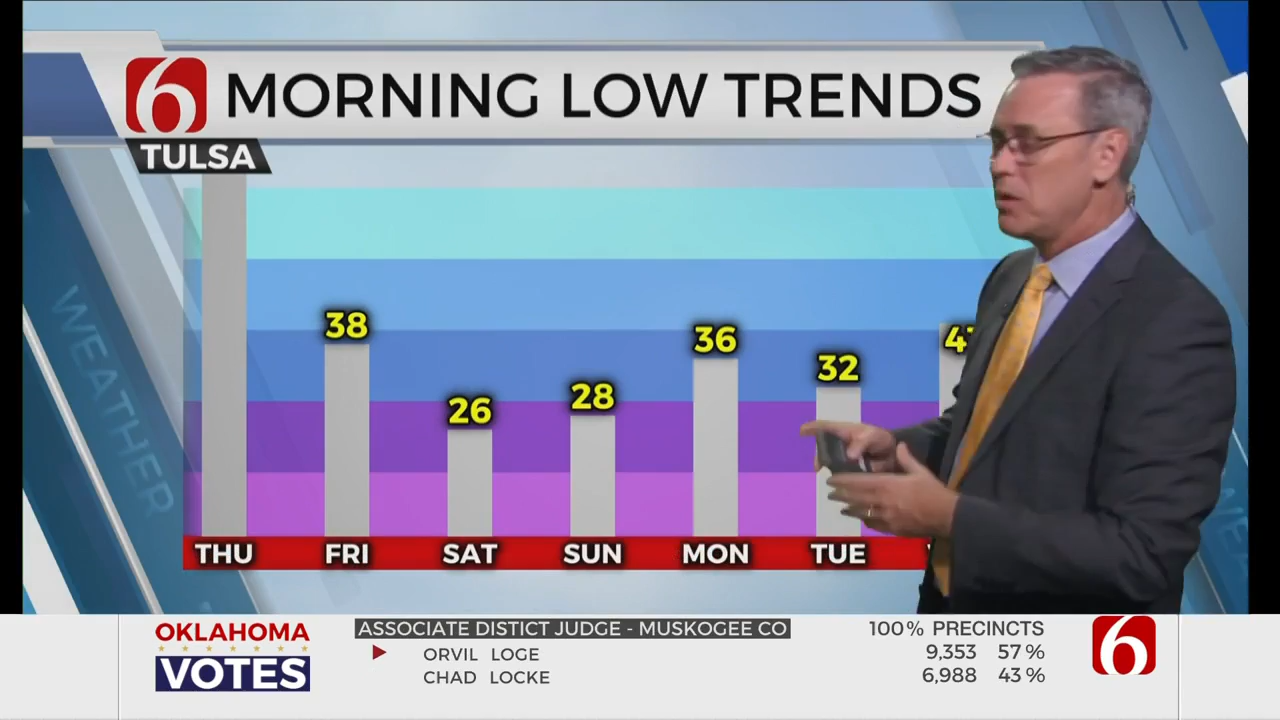 6 MORNING LOW TRENDS
TULSA
38
26
28
36
32
THU FRI SAT SUN MON TUE
WEATHER
OKLAHOMA
VOTES
ASSOCIATE DISTICT JUDGE - MUSKOGEE CO
100% PRECINCTS
ORVIL LOGE 9,353 57%
CHAD LOCKE 6,988 43%
6